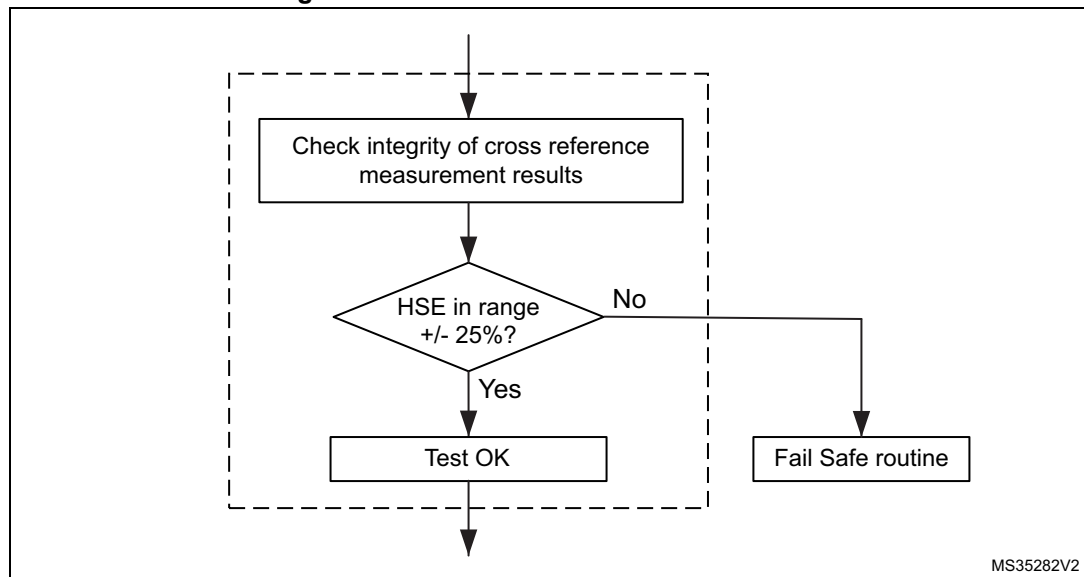 Check integrity of cross reference
measurement results
HSE in range
+/- 25%?
No
Yes
Test OK
Fail Safe routine
MS35282V2